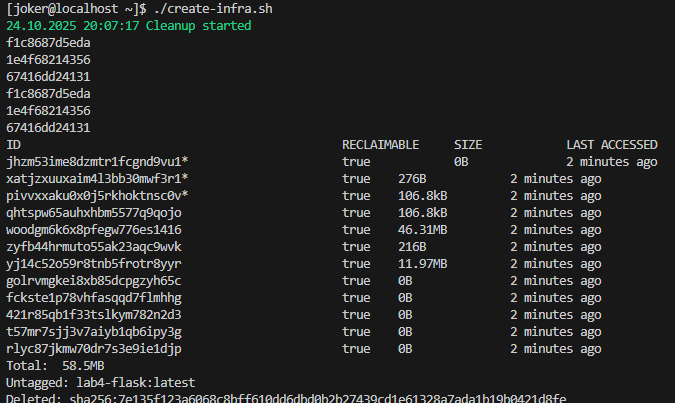 [joker@localhost ~]$ ./create-infra.sh
24.10.2025 20:07:17 Cleanup started
f1c8687d5eda
1e4f68214356
67416dd24131
f1c8687d5eda
1e4f68214356
67416dd24131
ID RECLAIMABLE SIZE LAST ACCESSED
jhzm53ime8dzmtr1fcgnd9vu1* true 0B 2 minutes ago
xatjzxuuxaim4l3bb30mwf3r1* true 276B 2 minutes ago
pivvxxaku0x0j5rkhoktnsc0v* true 106.8kB 2 minutes ago
qhtspw65auhxhbm5577q9qojo true 106.8kB 2 minutes ago
woodgm6k6x8pfegw776es1416 true 46.31MB 2 minutes ago
zyfb44hrmuto55ak23aqc9wvk true 216B 2 minutes ago
yj14c52o59r8tnb5frotr8yyr true 11.97MB 2 minutes ago
golrvmgkei8xb85dcpgzyh65c true 0B 2 minutes ago
fckste1p78vhfasqqd7flmhhg true 0B 2 minutes ago
421r85qb1f33tslkym782n2d3 true 0B 2 minutes ago
t57mr7sjj3v7aiyb1qb6ipy3g true 0B 2 minutes ago
rlyc87jkmw70dr7s3e9ie1djp true 0B 2 minutes ago
Total: 58.5MB
Untagged: lab4-flask:latest
Deleted: sha256:7e135f123a6068c8bff610dd6dbd0b2b27439cd1e61328a7ada1b19b0421d8fe